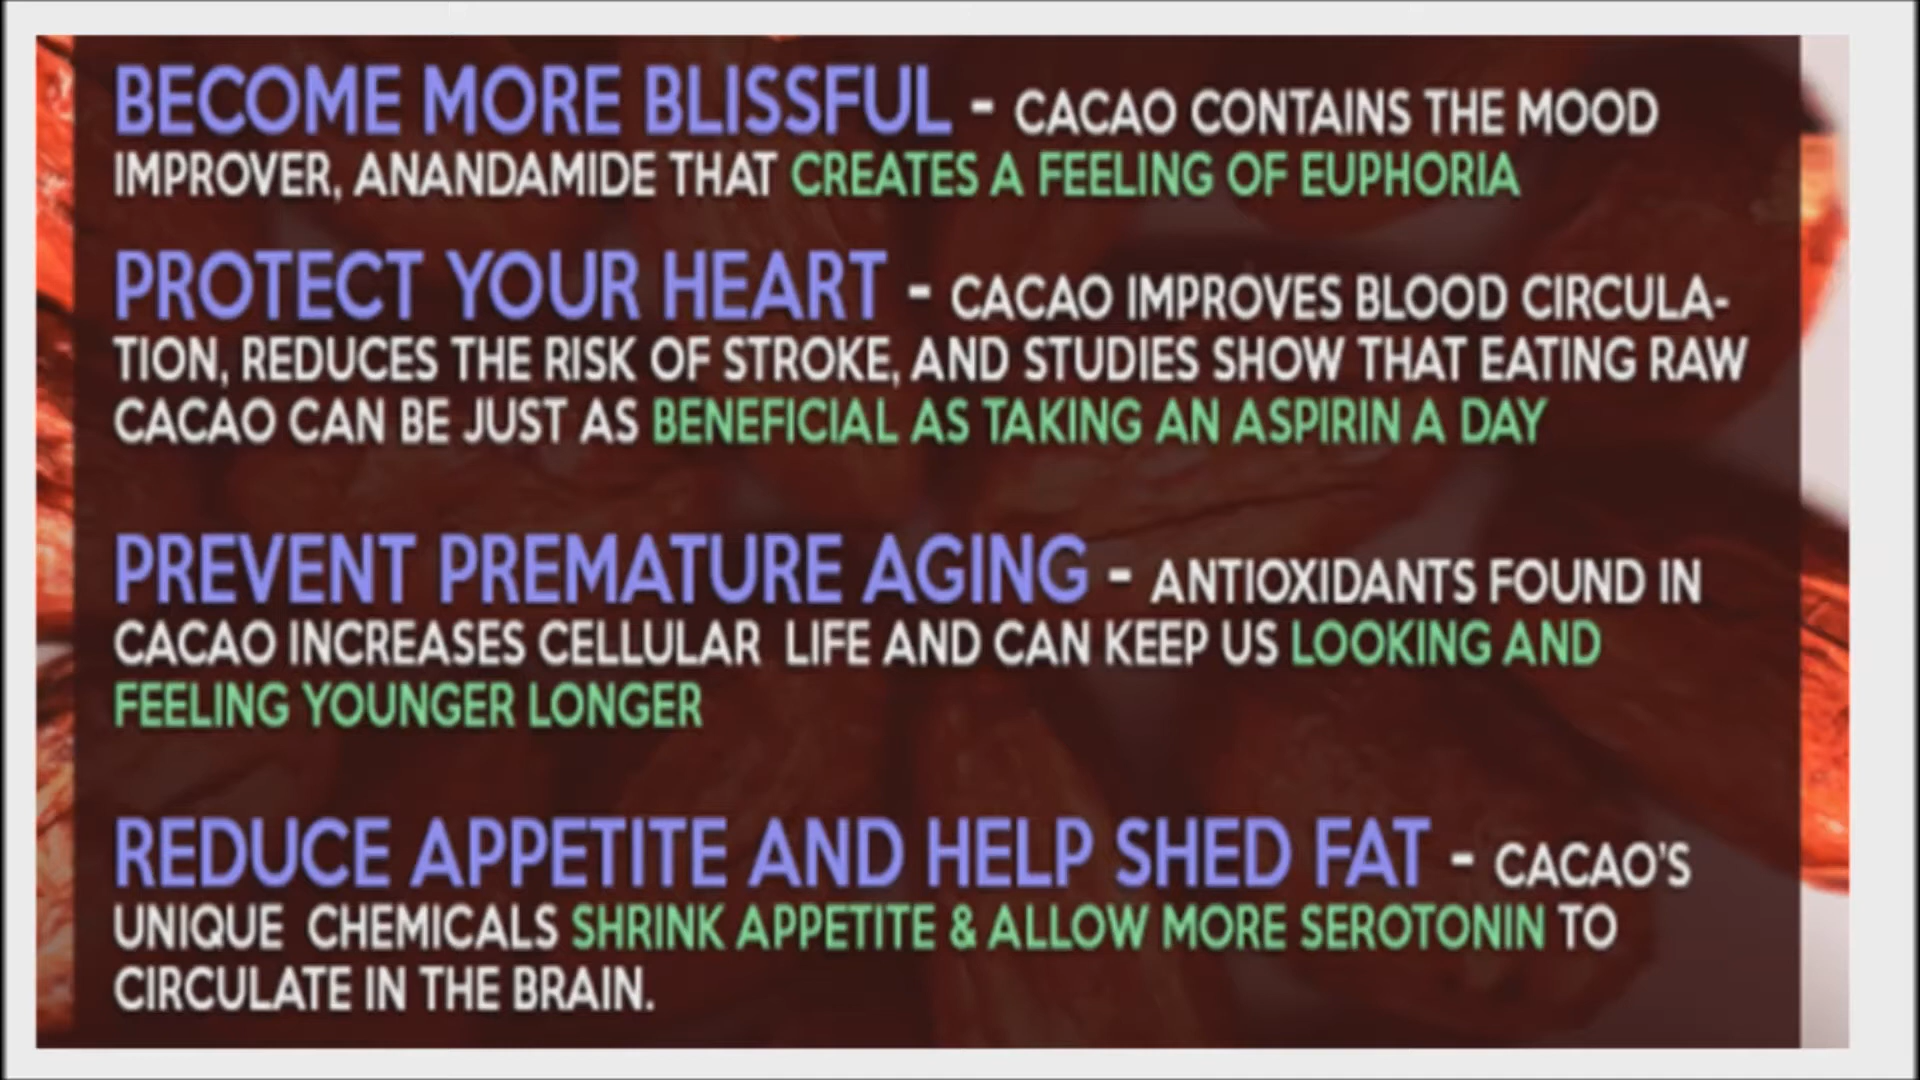 BECOME MORE BLISSFUL - CACAO CONTAINS THE MOOD
IMPROVER, ANANDAMIDE THAT CREATES A FEELING OF EUPHORIA
PROTECT YOUR HEART - CACAO IMPROVES BLOOD CIRCULA-
TION, REDUCES THE RISK OF STROKE, AND STUDIES SHOW THAT EATING RAW
CACAO CAN BE JUST AS BENEFICIAL AS TAKING AN ASPIRIN A DAY
PREVENT PREMATURE AGING - ANTIOXIDANTS FOUND IN
CACAO INCREASES CELLULAR LIFE AND CAN KEEP US LOOKING AND
FEELING YOUNGER LONGER
REDUCE APPETITE AND HELP SHED FAT - CACAO'S
UNIQUE CHEMICALS SHRINK APPETITE & ALLOW MORE SEROTONIN TO
CIRCULATE IN THE BRAIN.